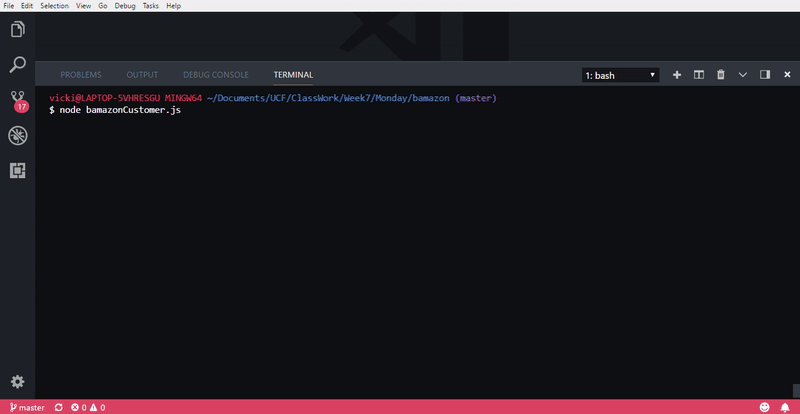 File Edit Selection View Go Debug Tasks Help
PROBLEMS OUTPUT DEBUG CONSOLE TERMINAL 1: bash
vicki@LAPTOP-5VHRESGU MINGW64 ~/Documents/UCF/ClassWork/Week7/Monday/bamazon (master)
$ node bamazonCustomer.js
17
master 0 0